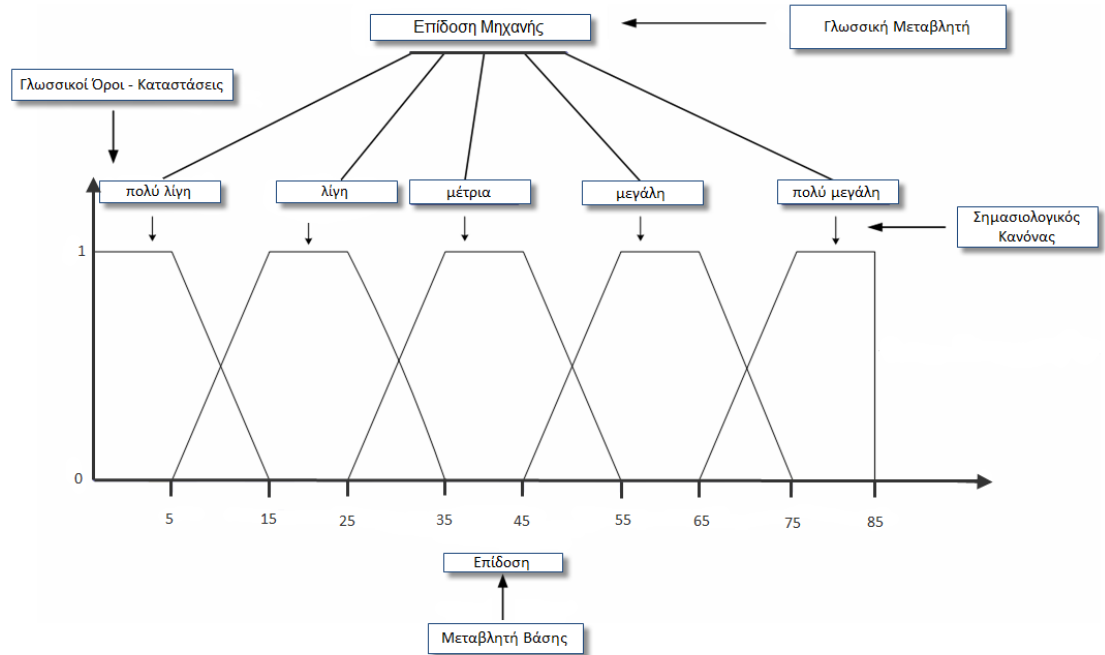 Επίδοση Μηχανής
Γλωσσική Μεταβλητή
Γλωσσικοί Όροι - Καταστάσεις
πολύ λίγη
λίγη
μέτρια
μεγάλη
πολύ μεγάλη
Σημασιολογικός
Κανόνας
1
0
5 15 25 35 45 55 65 75 85
Επίδοση
Μεταβλητή Βάσης